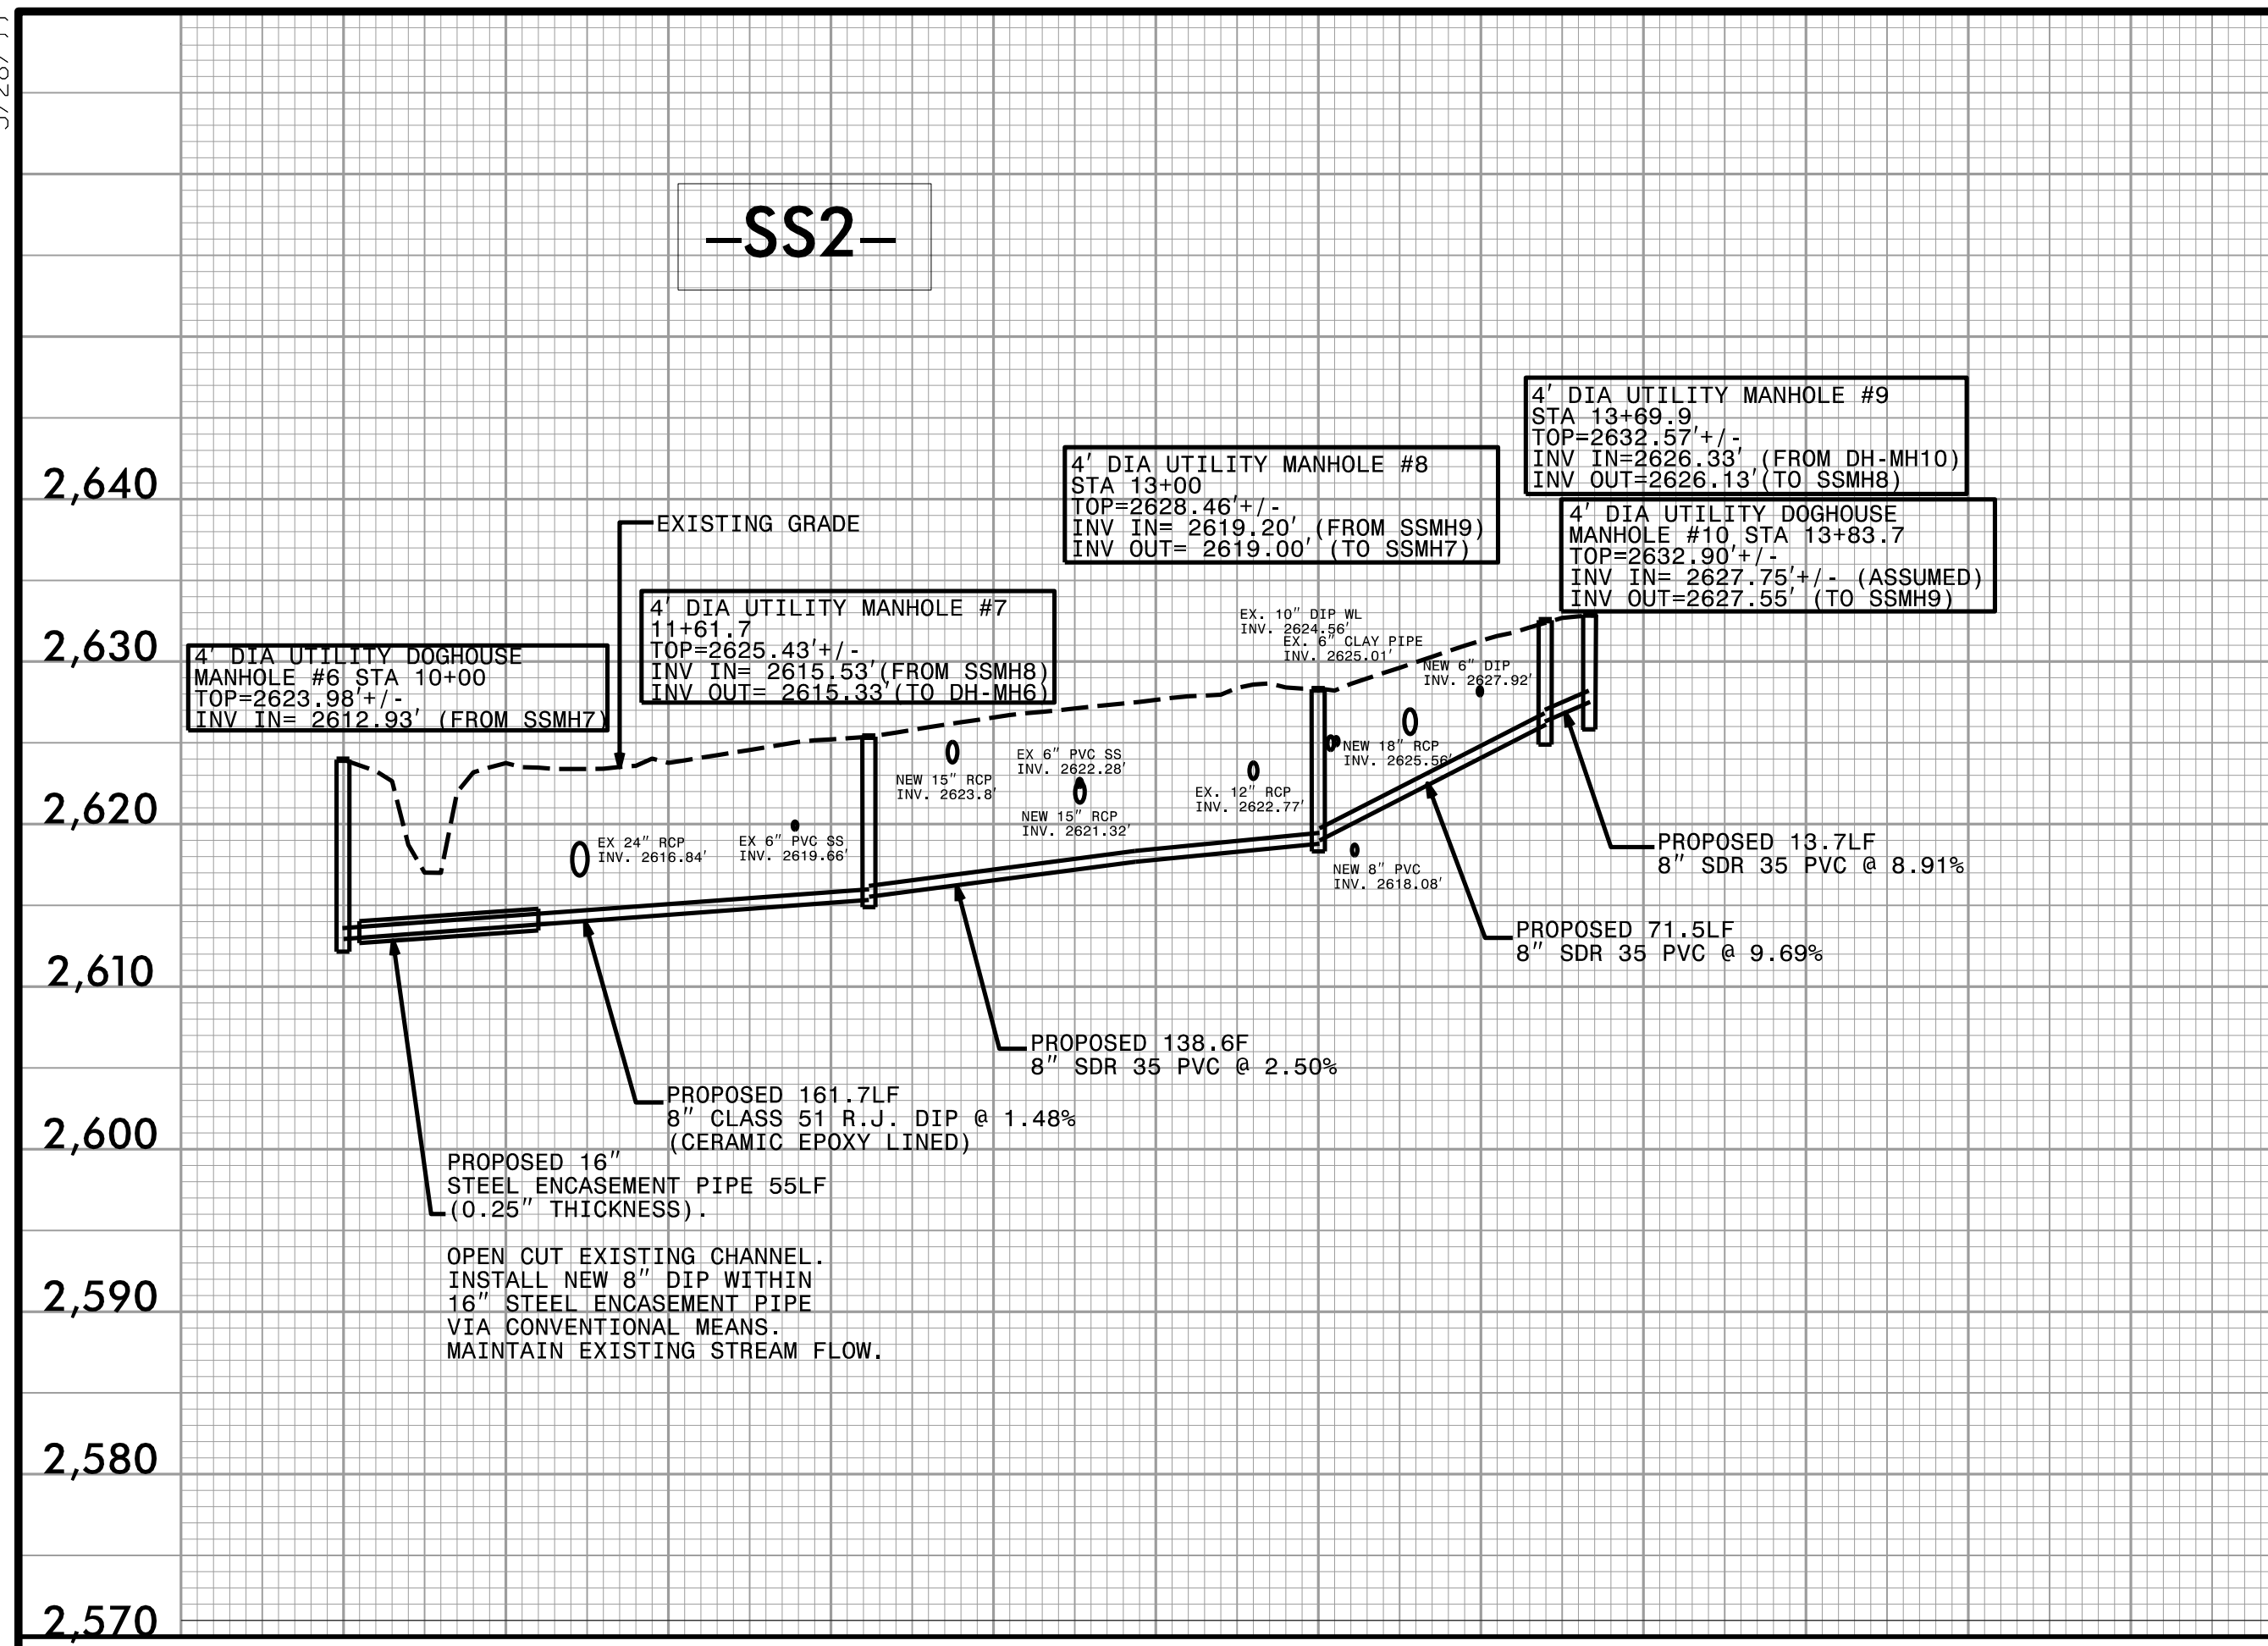 –SS2–
4' DIA UTILITY MANHOLE #9
STA 13+69.9
TOP=2632.57'+/-
INV IN=2626.33' (FROM DH-MH10)
INV OUT=2626.13'(TO SSMH8)
4' DIA UTILITY MANHOLE #8
STA 13+00
TOP=2628.46'+/-
INV IN= 2619.20' (FROM SSMH9)
INV OUT= 2619.00' (TO SSMH7)
4' DIA UTILITY DOGHOUSE
MANHOLE #10 STA 13+83.7
TOP=2632.90'+/-
INV IN= 2627.75'+/- (ASSUMED)
INV OUT=2627.55' (TO SSMH9)
2,640
EXISTING GRADE
4' DIA UTILITY MANHOLE #7
11+61.7
TOP=2625.43'+/-
INV IN= 2615.53'(FROM SSMH8)
INV OUT= 2615.33'(TO DH-MH6)
EX. 10" DIP WL
INV. 2624.56'
EX. 6" CLAY PIPE
INV. 2625.01'
2,630
4' DIA UTILITY DOGHOUSE
MANHOLE #6 STA 10+00
TOP=2623.98'+/-
INV IN= 2612.93' (FROM SSMH7)
NEW 6" DIP
INV. 2627.92'
NEW 18" RCP
INV. 2625.56'
EX 6" PVC SS
INV. 2622.28'
NEW 15" RCP
INV. 2623.8'
EX. 12" RCP
INV. 2622.77'
2,620
NEW 15" RCP
INV. 2621.32'
EX 24" RCP
INV. 2616.84'
EX 6" PVC SS
INV. 2619.66'
NEW 8" PVC
INV. 2618.08'
PROPOSED 13.7LF
8" SDR 35 PVC @ 8.91%
PROPOSED 71.5LF
8" SDR 35 PVC @ 9.69%
2,610
PROPOSED 138.6F
8" SDR 35 PVC @ 2.50%
PROPOSED 161.7LF
8" CLASS 51 R.J. DIP @ 1.48%
(CERAMIC EPOXY LINED)
2,600
PROPOSED 16"
STEEL ENCASEMENT PIPE 55LF
(0.25" THICKNESS).
OPEN CUT EXISTING CHANNEL.
INSTALL NEW 8" DIP WITHIN
16" STEEL ENCASEMENT PIPE
VIA CONVENTIONAL MEANS.
MAINTAIN EXISTING STREAM FLOW.
2,590
2,580
2,570